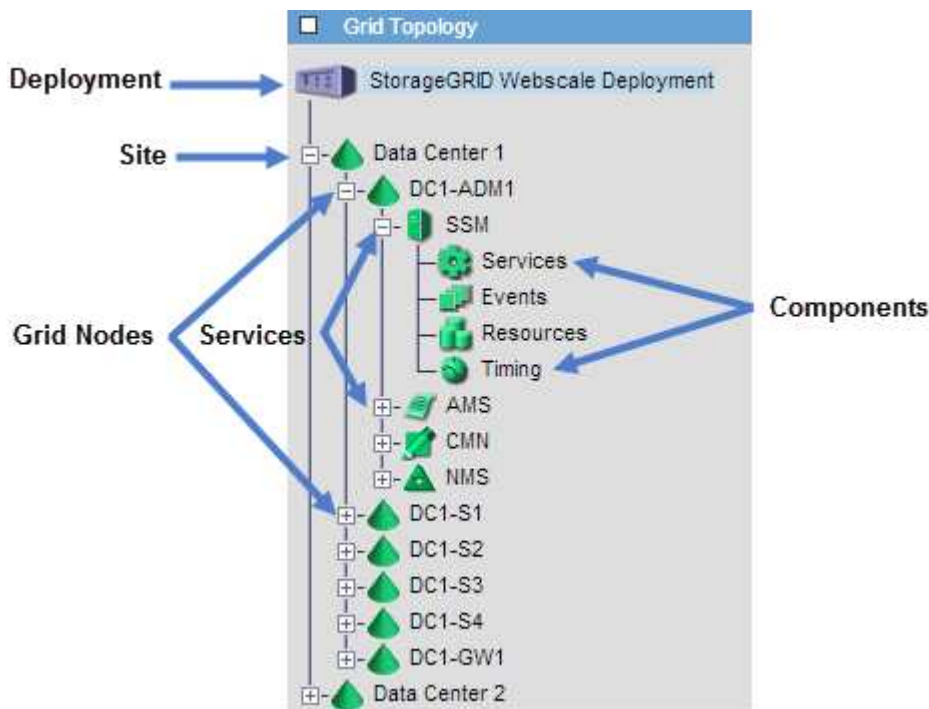 Grid Topology
Deployment
StorageGRID Webscale Deployment
Site
Data Center 1
DC1-ADM1
SSM
Services
Events
Components
Grid Nodes
Services
Resources
Timing
AMS
CMN
NMS
DC1-S1
DC1-S2
DC1-S3
DC1-S4
DC1-GW1
Data Center 2